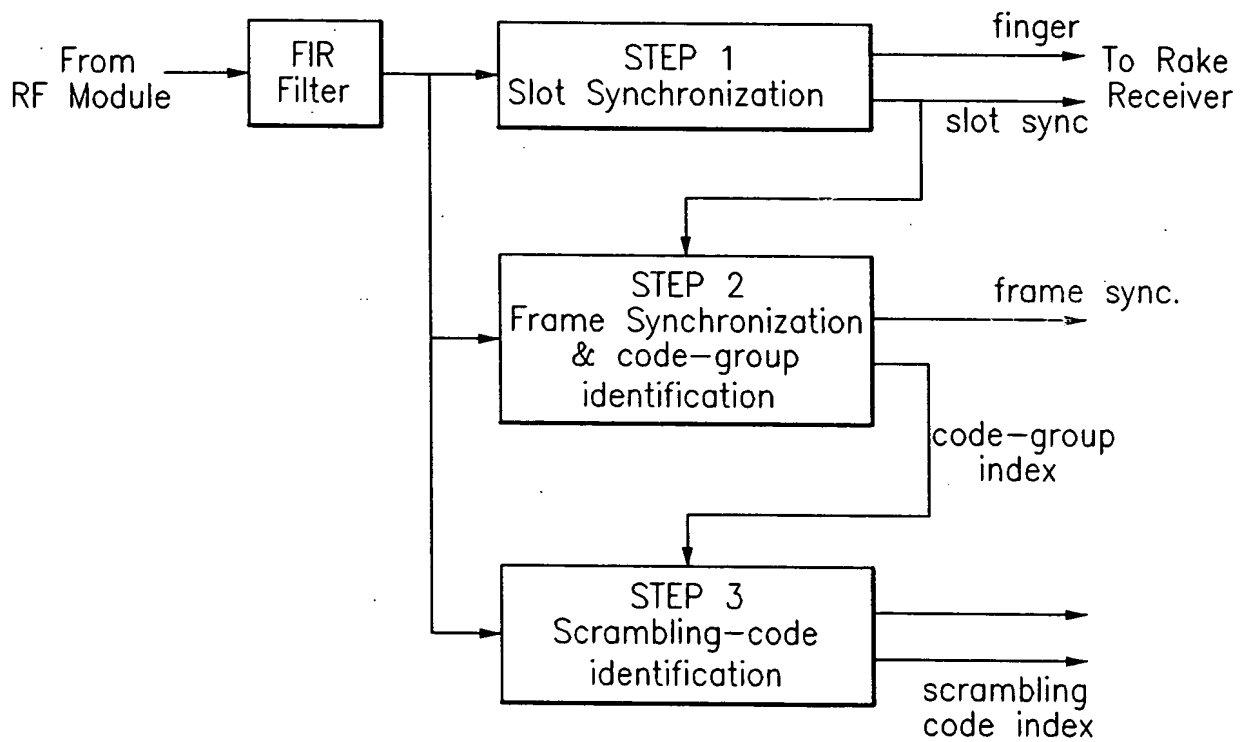 From
RF Module
FIR
Filter
STEP 1
Slot Synchronization
finger
slot sync
To Rake
Receiver
STEP 2
Frame Synchronization
& code-group
identification
frame sync.
code-group
index
STEP 3
Scrambling-code
identification
scrambling
code index